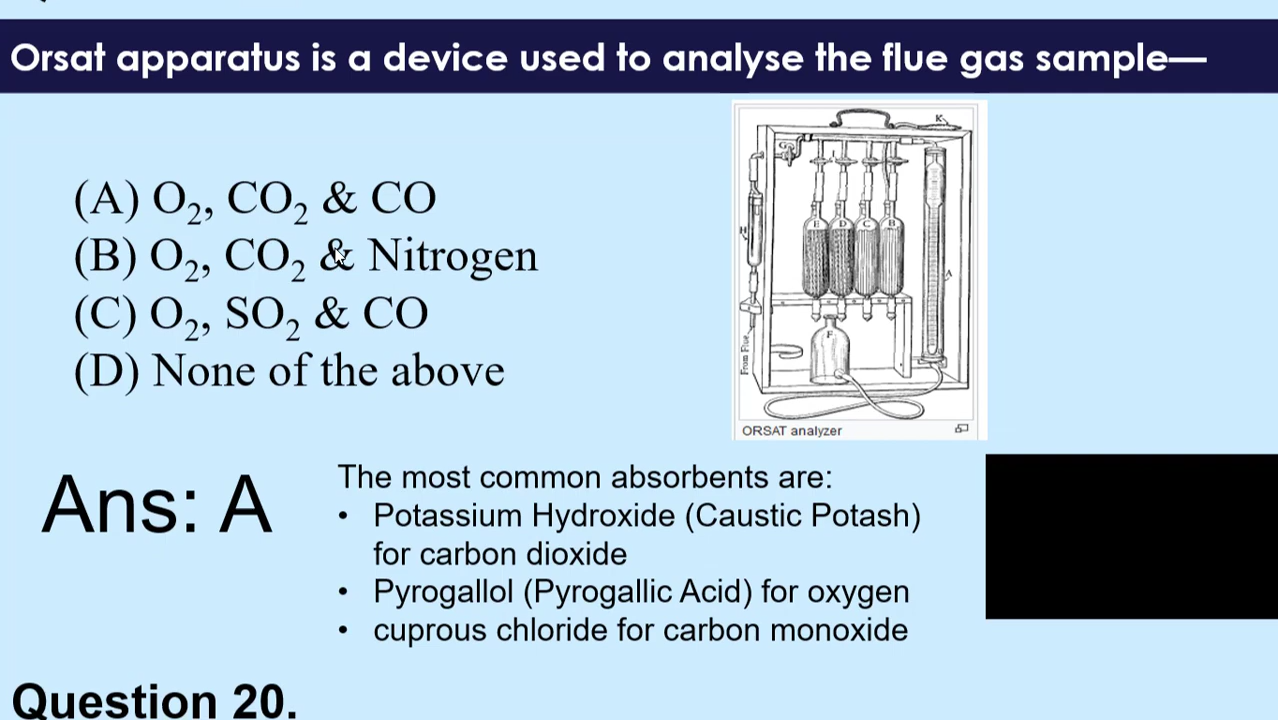 Orsat apparatus is a device used to analyse the flue gas sample—
(A) O₂, CO₂ & CO
(B) O₂, CO₂ & Nitrogen
(C) O₂, SO₂ & CO
(D) None of the above
K
E D C B
H
A
F
From Flue
ORSAT analyzer
Ans: A
The most common absorbents are:
• Potassium Hydroxide (Caustic Potash)
for carbon dioxide
• Pyrogallol (Pyrogallic Acid) for oxygen
• cuprous chloride for carbon monoxide
Question 20.